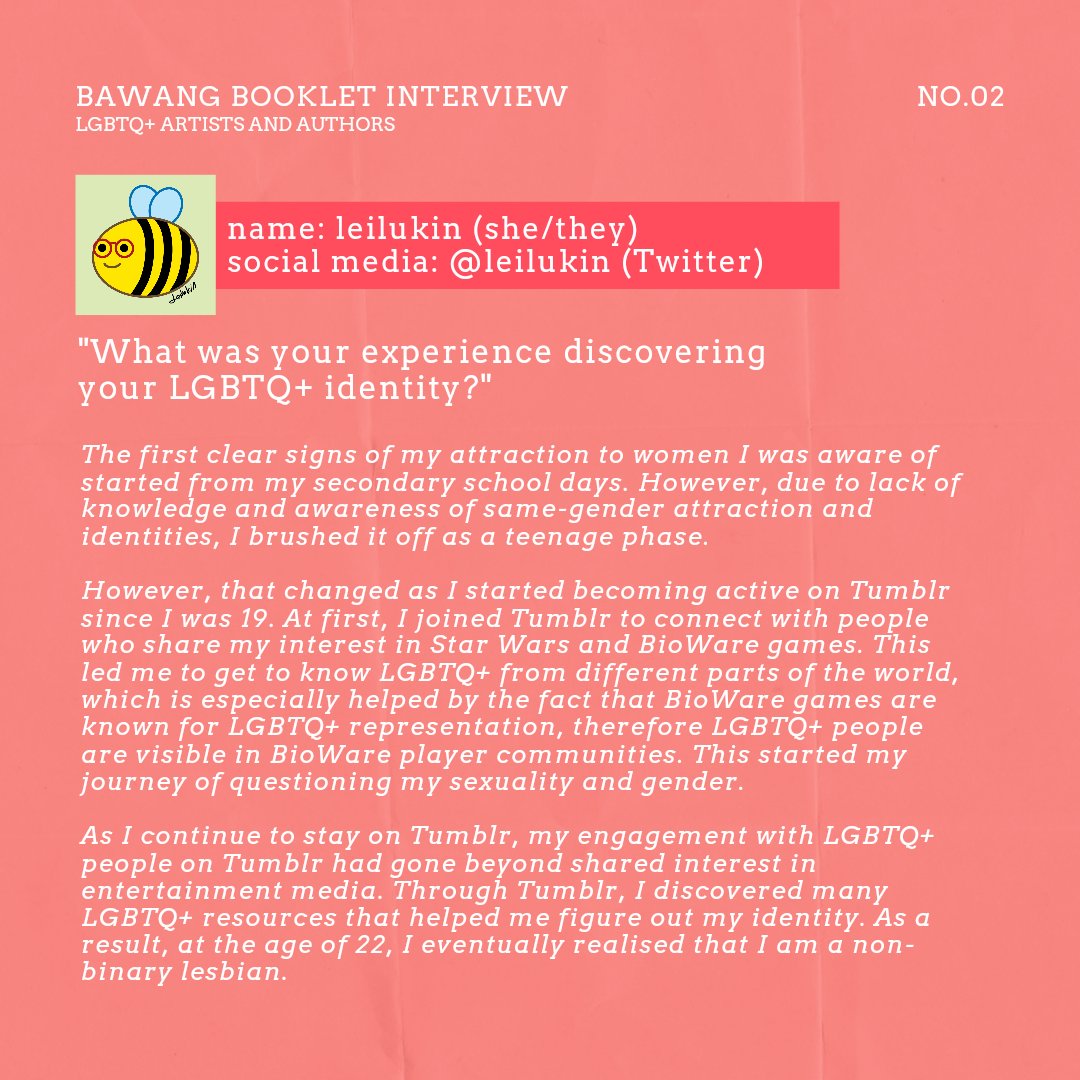 BAWANG BOOKLET INTERVIEW
NO.02
LGBTQ+ ARTISTS AND AUTHORS
name: leilukin (she/they)
social media: @leilukin (Twitter)
leilukin
"What was your experience discovering
your LGBTQ+ identity?"
The first clear signs of my attraction to women I was aware of
started from my secondary school days. However, due to lack of
knowledge and awareness of same-gender attraction and
identities, I brushed it off as a teenage phase.
However, that changed as I started becoming active on Tumblr
since I was 19. At first, I joined Tumblr to connect with people
who share my interest in Star Wars and BioWare games. This
led me to get to know LGBTQ+ from different parts of the world,
which is especially helped by the fact that BioWare games are
known for LGBTQ+ representation, therefore LGBTQ+ people
are visible in BioWare player communities. This started my
journey of questioning my sexuality and gender.
As I continue to stay on Tumblr, my engagement with LGBTQ+
people on Tumblr had gone beyond shared interest in
entertainment media. Through Tumblr, I discovered many
LGBTQ+ resources that helped me figure out my identity. As a
result, at the age of 22, I eventually realised that I am a non-
binary lesbian.